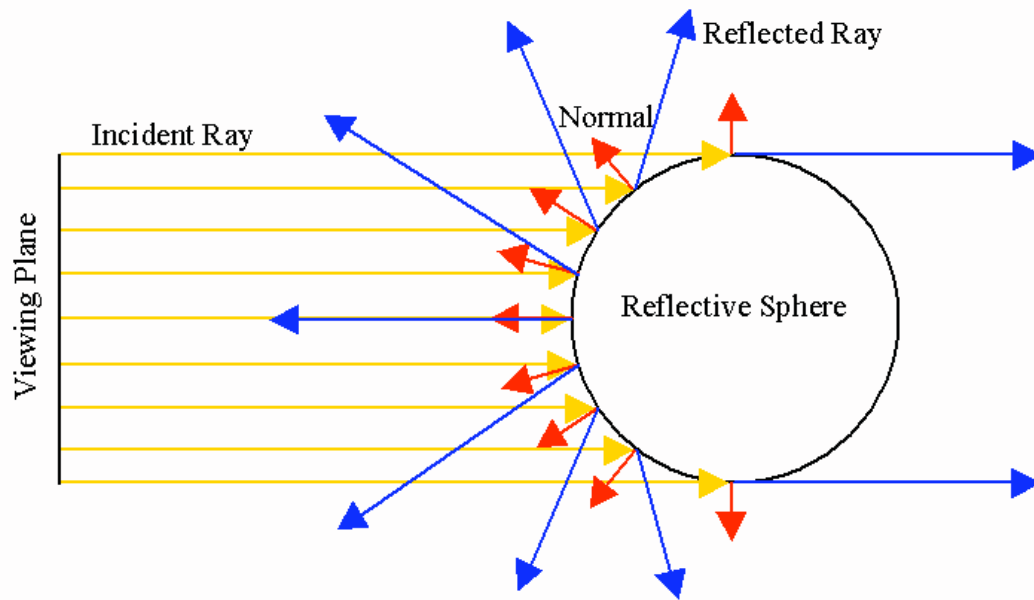 Reflected Ray
Normal
Incident Ray
Viewing Plane
Reflective Sphere